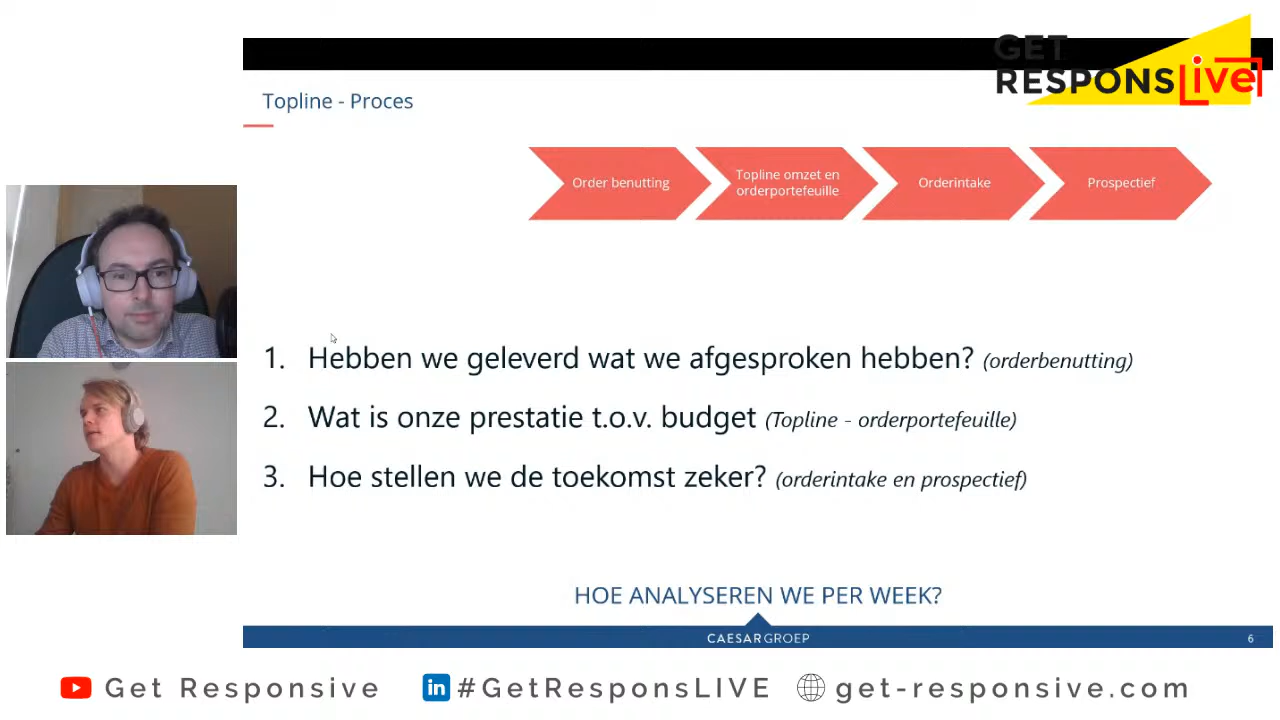 GET
RESPONSLive
Topline - Proces
Order benutting
Topline omzet en
orderportefeuille
Orderintake
Prospectief
1. Hebben we geleverd wat we afgesproken hebben? (orderbenutting)
2. Wat is onze prestatie t.o.v. budget (Topline - orderportefeuille)
3. Hoe stellen we de toekomst zeker? (orderintake en prospectief)
HOE ANALYSEREN WE PER WEEK?
CAESARGROEP
6
Get Responsive
in
#GetResponsLIVE
get-responsive.com